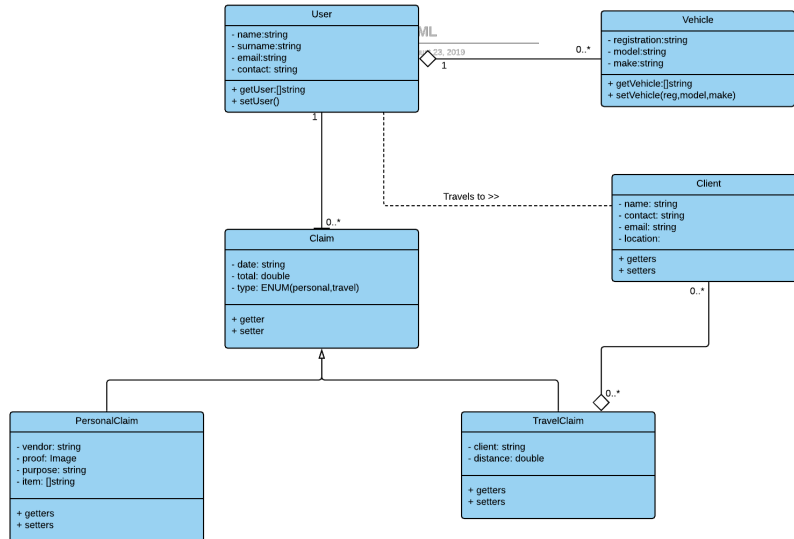 User
- name:string
- surname:string
- email:string
- contact: string
+ getUser:[]string
+ setUser()
ML
23, 2019
1
0..*
Vehicle
- registration:string
- model:string
- make:string
+ getVehicle:[]string
+ setVehicle(reg,model,make)
1
0..*
Travels to >>
Client
- name: string
- contact: string
- email: string
- location:
+ getters
+ setters
0..*
Claim
- date: string
- total: double
- type: ENUM(personal,travel)
+ getter
+ setter
0..*
PersonalClaim
- vendor: string
- proof: Image
- purpose: string
- item: []string
+ getters
+ setters
TravelClaim
- client: string
- distance: double
+ getters
+ setters